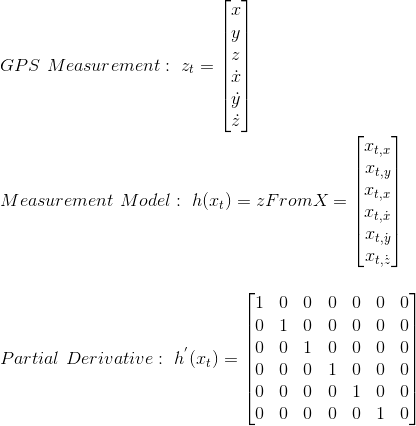 GPS Measurement : z_t =
x
y
z
ẋ
ẏ
ż
Measurement Model : h(x_t) = zFromX =
x_{t,x}
x_{t,y}
x_{t,x}
x_{t,ẋ}
x_{t,ẏ}
x_{t,ż}
Partial Derivative : h'(x_t) =
1 0 0 0 0 0 0
0 1 0 0 0 0 0
0 0 1 0 0 0 0
0 0 0 1 0 0 0
0 0 0 0 1 0 0
0 0 0 0 0 1 0